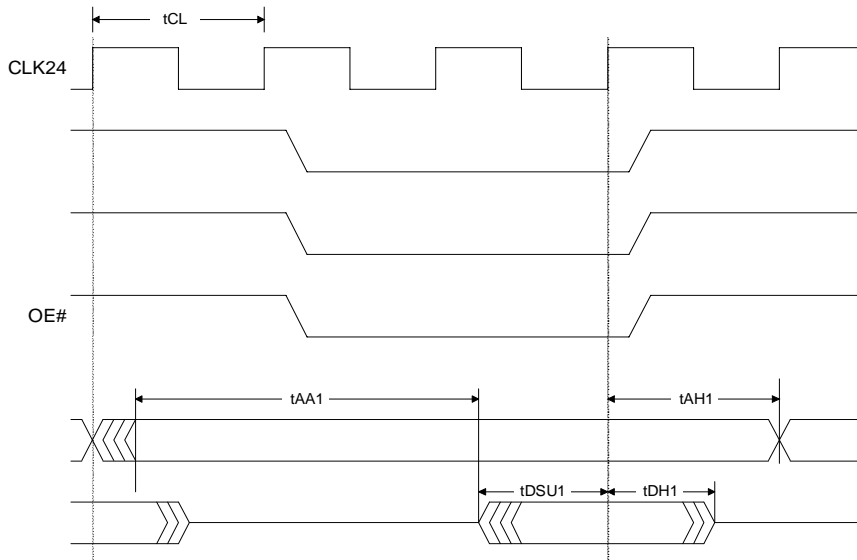 tCL
CLK24
OE#
tAA1
tAH1
tDSU1
tDH1